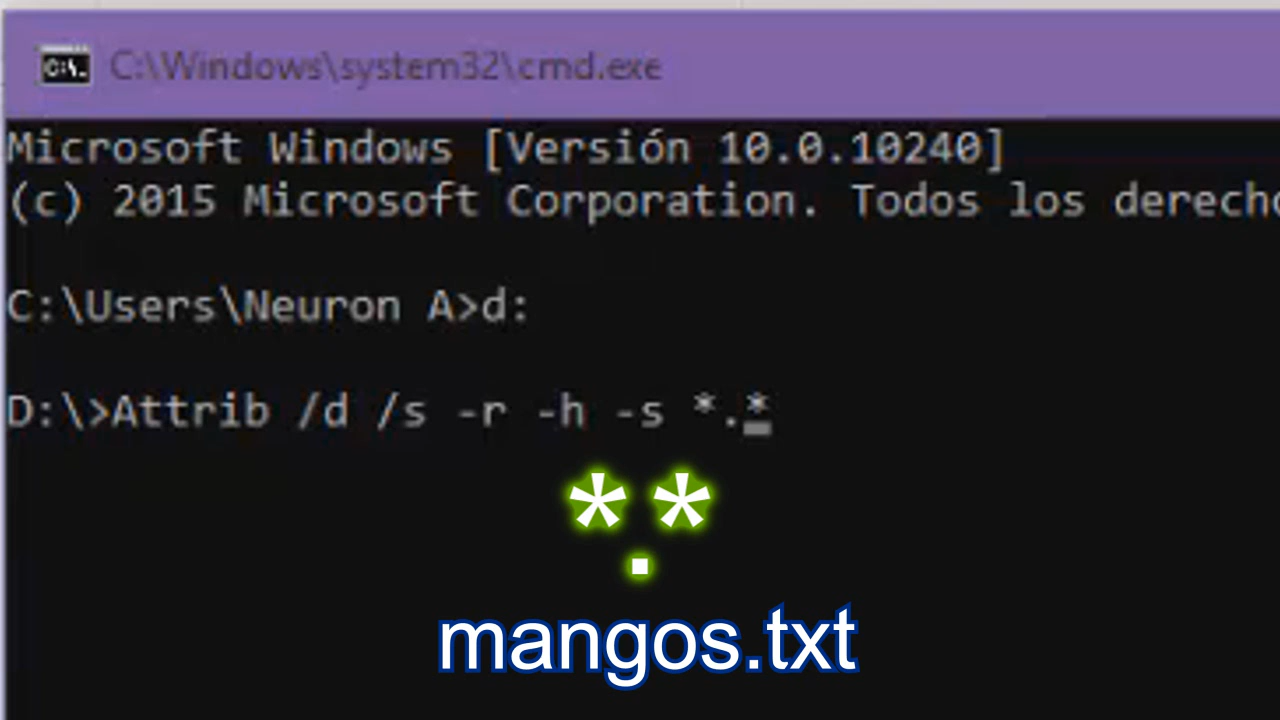 C:\Windows\system32\cmd.exe
Microsoft Windows [Versión 10.0.10240]
(c) 2015 Microsoft Corporation. Todos los derecho
C:\Users\Neuron A>d:
D:\>Attrib /d /s -r -h -s *.*
*.*
mangos.txt